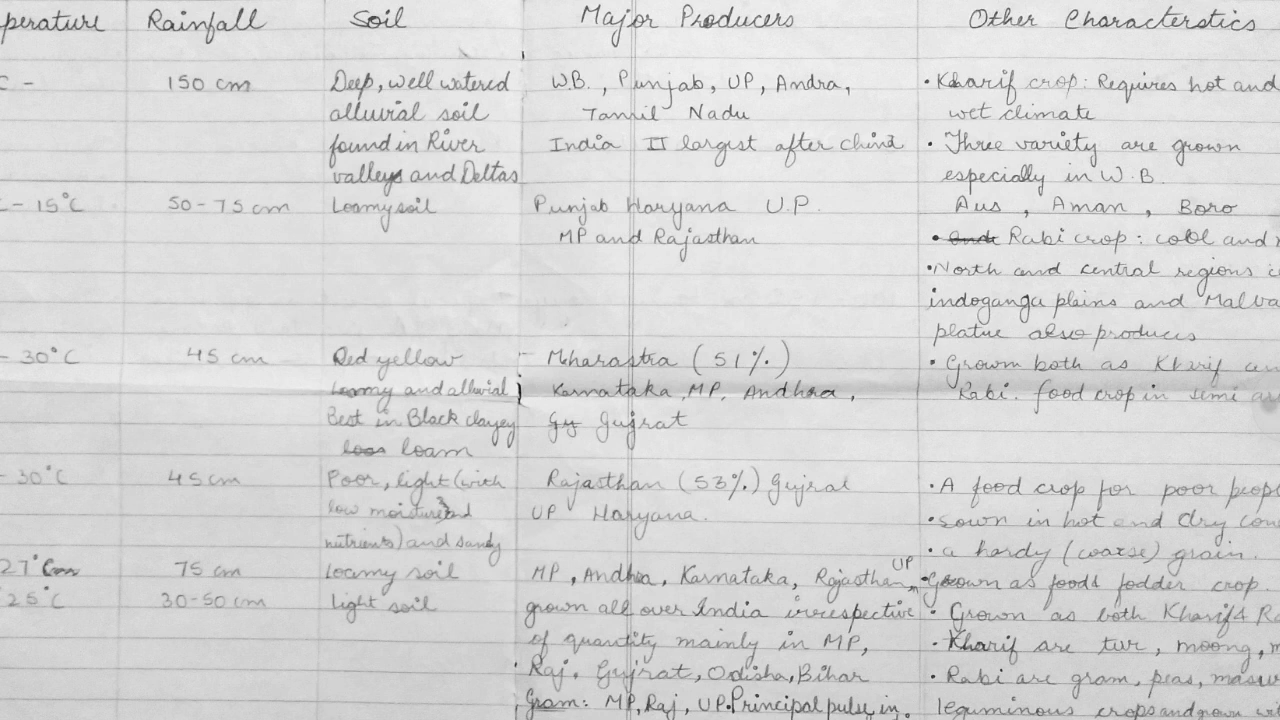 perature Rainfall Soil Major Producers Other Characterstics
C - 150 cm Deep, well watered W.B., Punjab, UP, Andra, • Kharif crop: Requires hot and
alluvial soil Tamil Nadu wet climate
found in River India II largest after china • Three variety are grown
valleys and Deltas especially in W.B.
C - 15°C 50-75 cm Loamy soil Punjab Haryana U.P. Aus, Aman, Boro
MP and Rajasthan • Rabi crop: cool and
• North and central regions
indoganga plains and Malva
platue also produces
- 30°C 45 cm Red yellow - Maharastra (51%) • Grown both as Kharif an
Loamy and alluvial Karnataka, MP, Andhra, Rabi. food crop in semi ar
Best in Black clayey Gujrat
loam
- 30°C 45 cm Poor, light (with Rajasthan (53%) Gujrat • A food crop for poor peop
low moisture and UP Haryana. • Sown in hot and dry con
nutrients) and sandy • a hardy (coarse) grain.
27°C 75 cm Loamy soil MP, Andhra, Karnataka, Rajasthan, UP • Grown as food & fodder crop.
25°C 30-50 cm Light soil grown all over India irrespective • Grown as both Kharif & Ra
of quantity mainly in MP, • Kharif are tur, moong, m
Raj. Gujrat, Odisha, Bihar • Rabi are gram, peas, masur
Gram: MP, Raj, UP. Principal pulse in. leguminous crops and grown